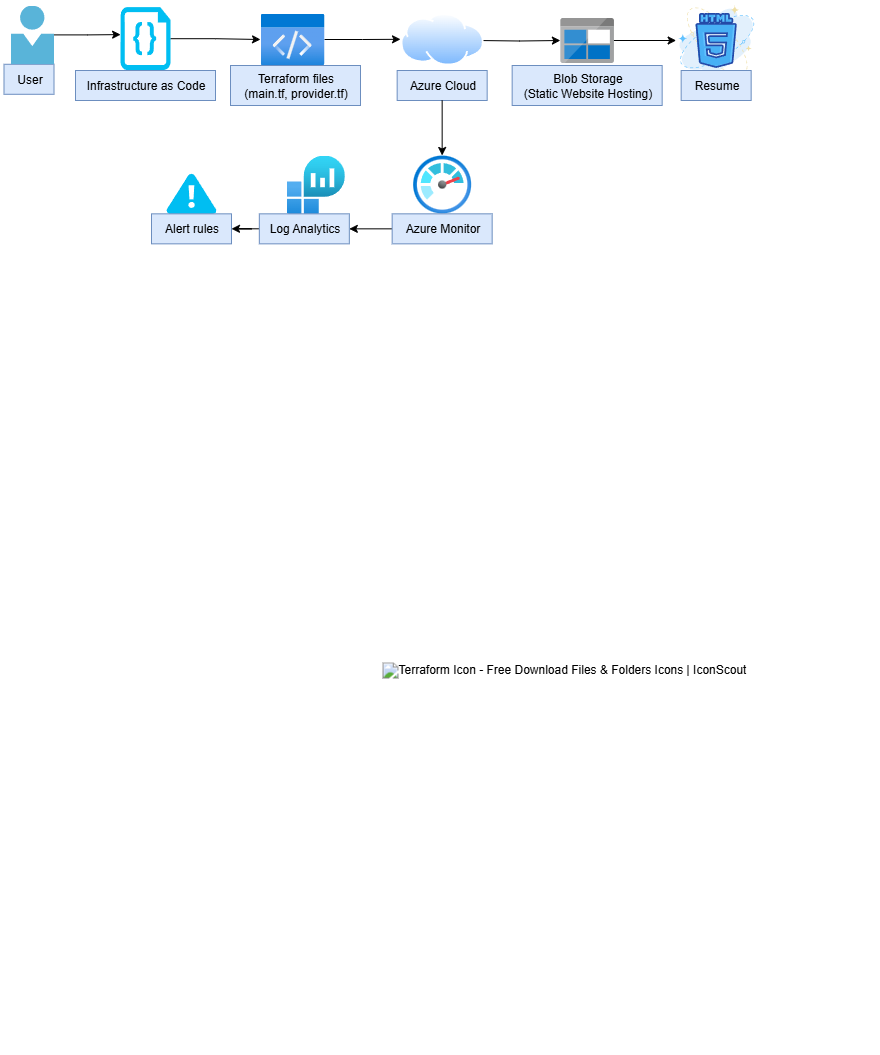 HTML
5
{}
</>
User
Infrastructure as Code
Terraform files
(main.tf, provider.tf)
Azure Cloud
Blob Storage
(Static Website Hosting)
Resume
!
Alert rules
Log Analytics
Azure Monitor
Terraform Icon - Free Download Files & Folders Icons | IconScout